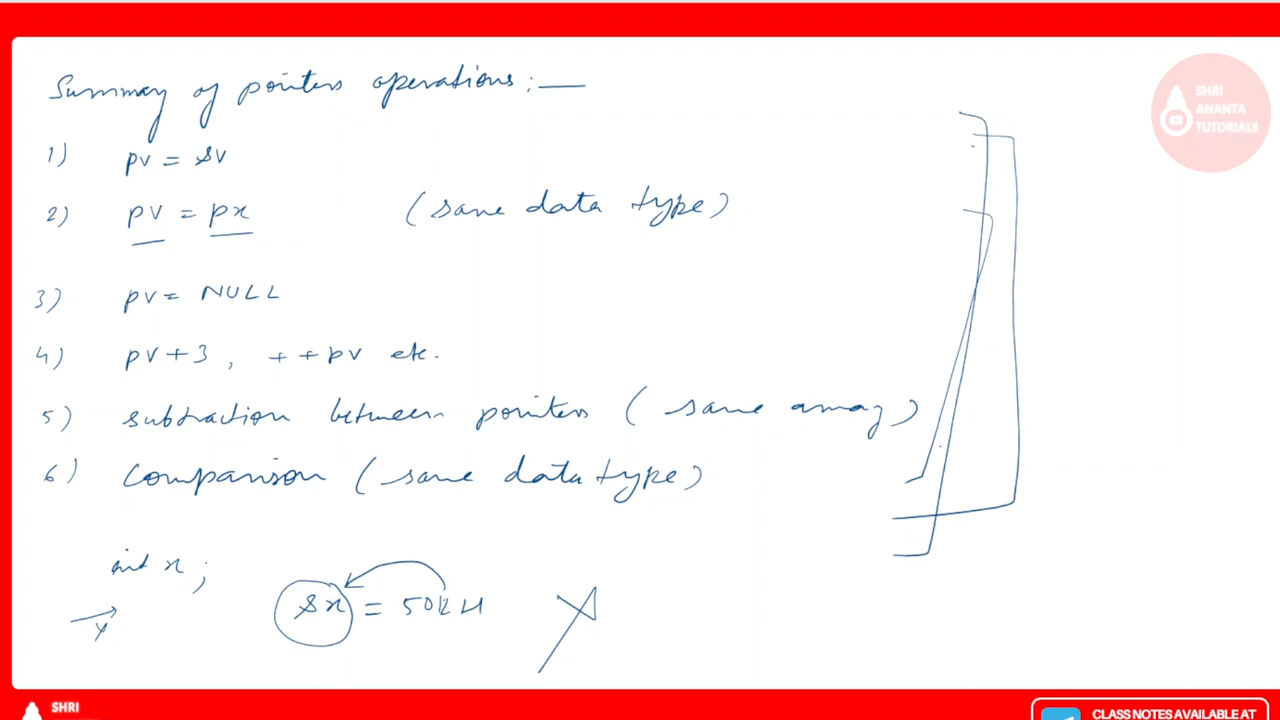 Summary of pointers operations :—
1) pv = &v
2) pv = px (same data type)
3) pv = NULL
4) pv + 3 , ++pv etc.
5) subtraction between pointers (same array)
6) Comparison (same data type)
int x ;
&x = 50
SHRI
ANANTA
TUTORIALS
SHRI
CLASS NOTES AVAILABLE AT